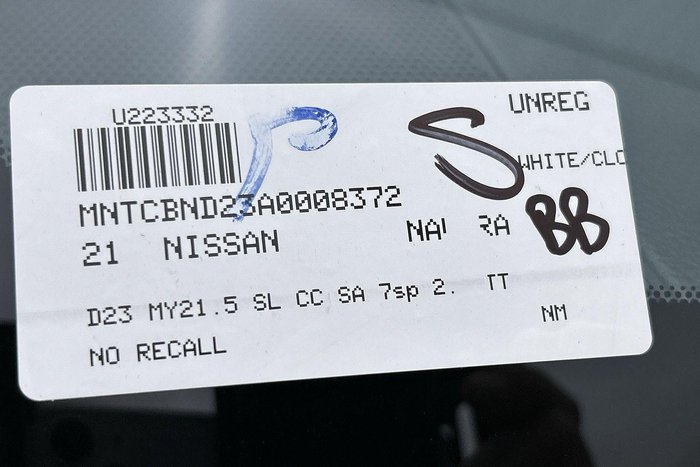 U223332
UNREG
P
S
WHITE/CLO
MNTCBND23A0008372
21 NISSAN
RA
BB
D23 MY21.5 SL CC SA 7sp 2. TT
NO RECALL
NM